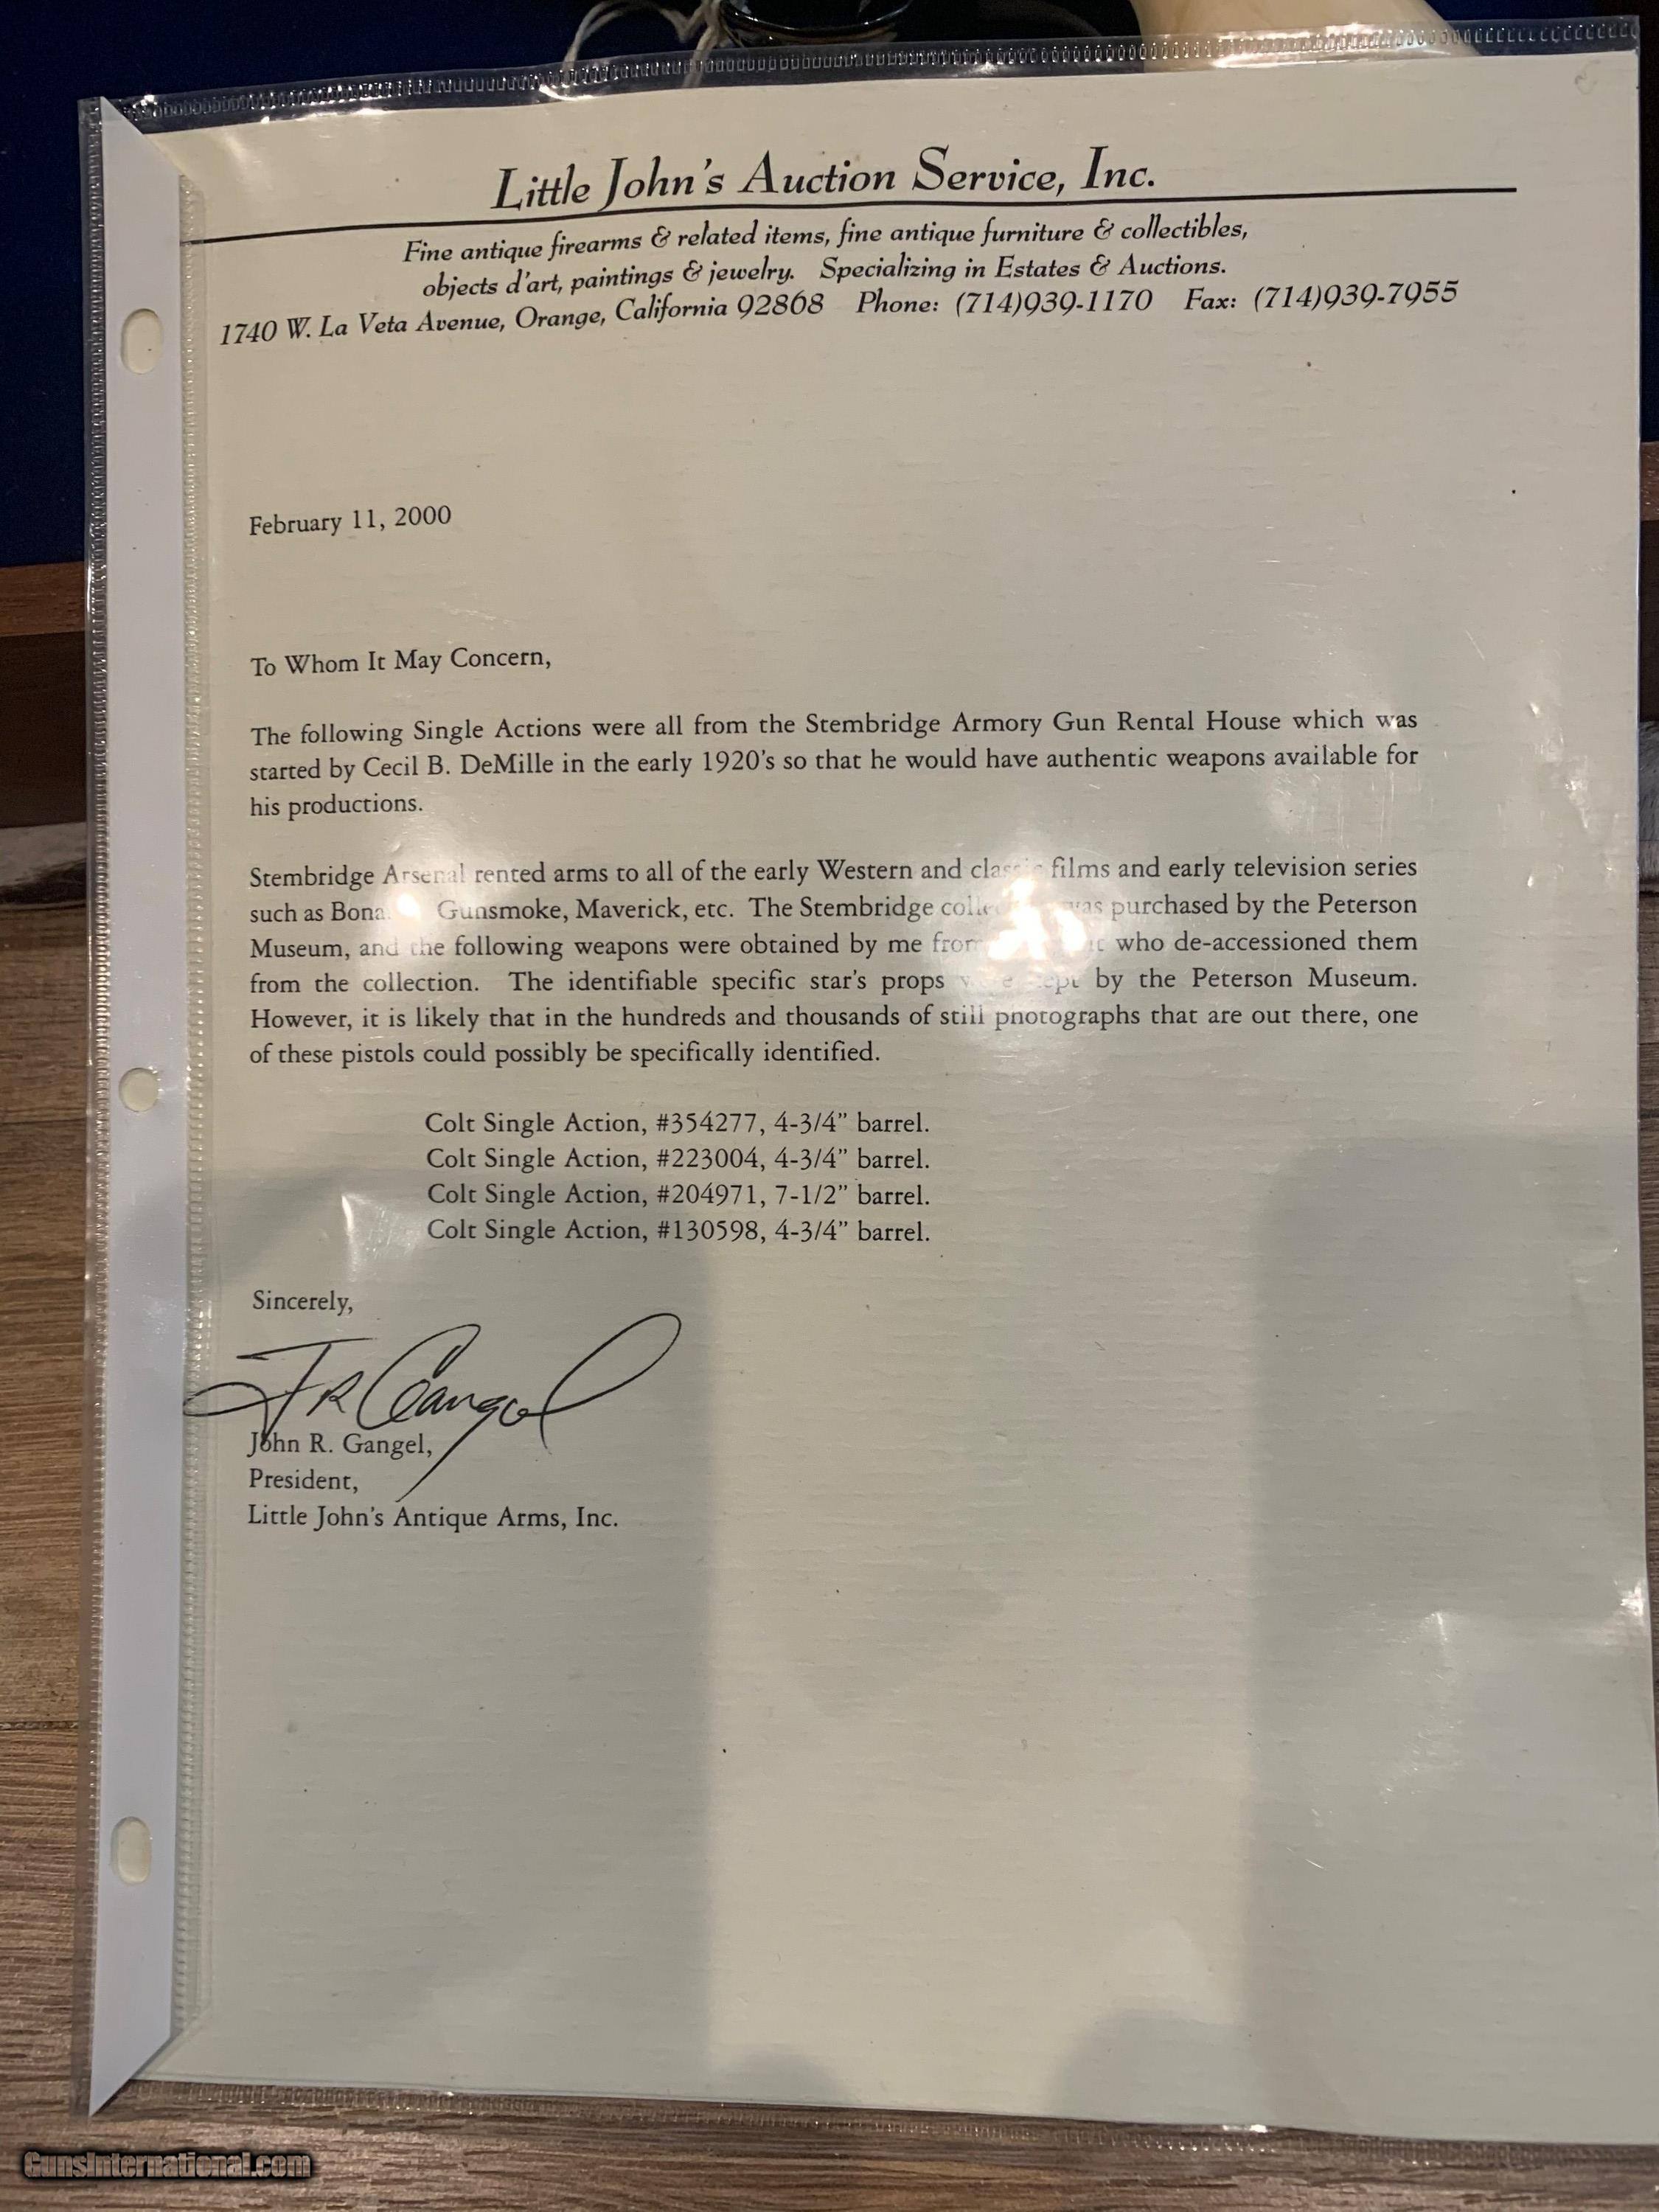 Little John's Auction Service, Inc.
Fine antique firearms & related items, fine antique furniture & collectibles,
objects d'art, paintings & jewelry. Specializing in Estates & Auctions.
1740 W. La Veta Avenue, Orange, California 92868 Phone: (714)939-1170 Fax: (714)939-7955
February 11, 2000
To Whom It May Concern,
The following Single Actions were all from the Stembridge Armory Gun Rental House which was
started by Cecil B. DeMille in the early 1920's so that he would have authentic weapons available for
his productions.
Stembridge Arsenal rented arms to all of the early Western and classic films and early television series
such as Gunsmoke, Maverick, etc. The Stembridge was purchased by the Peterson
Museum, and the following weapons were obtained by me from who de-accessioned them
from the collection. The identifiable specific star's props by the Peterson Museum.
However, it is likely that in the hundreds and thousands of still photographs that are out there, one
of these pistols could possibly be specifically identified.
Colt Single Action, #354277, 4-3/4" barrel.
Colt Single Action, #223004, 4-3/4" barrel.
Colt Single Action, #204971, 7-1/2" barrel.
Colt Single Action, #130598, 4-3/4" barrel.
Sincerely,
J R Gangel
John R. Gangel,
President,
Little John's Antique Arms, Inc.
GunsInternational.com